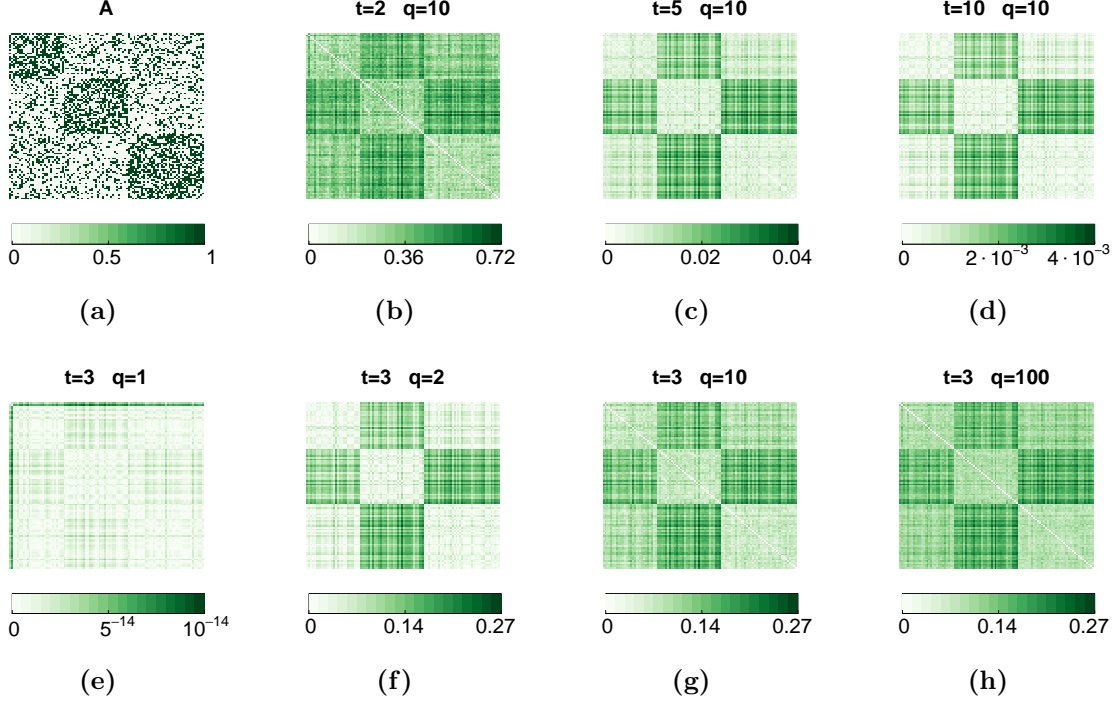 A t=2 q=10 t=5 q=10 t=10 q=10
0 0.5 1 0 0.36 0.72 0 0.02 0.04 0 2 · 10⁻³ 4 · 10⁻³
(a) (b) (c) (d)
t=3 q=1 t=3 q=2 t=3 q=10 t=3 q=100
0 5⁻¹⁴ 10⁻¹⁴ 0 0.14 0.27 0 0.14 0.27 0 0.14 0.27
(e) (f) (g) (h)